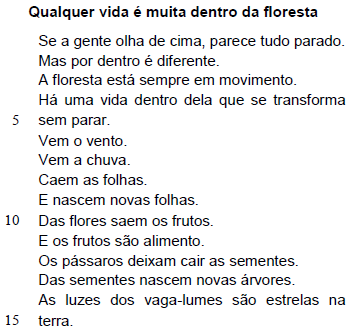 Qualquer vida é muita dentro da floresta
Se a gente olha de cima, parece tudo parado.
Mas por dentro é diferente.
A floresta está sempre em movimento.
Há uma vida dentro dela que se transforma
5 sem parar.
Vem o vento.
Vem a chuva.
Caem as folhas.
E nascem novas folhas.
10 Das flores saem os frutos.
E os frutos são alimento.
Os pássaros deixam cair as sementes.
Das sementes nascem novas árvores.
As luzes dos vaga-lumes são estrelas na
15 terra.